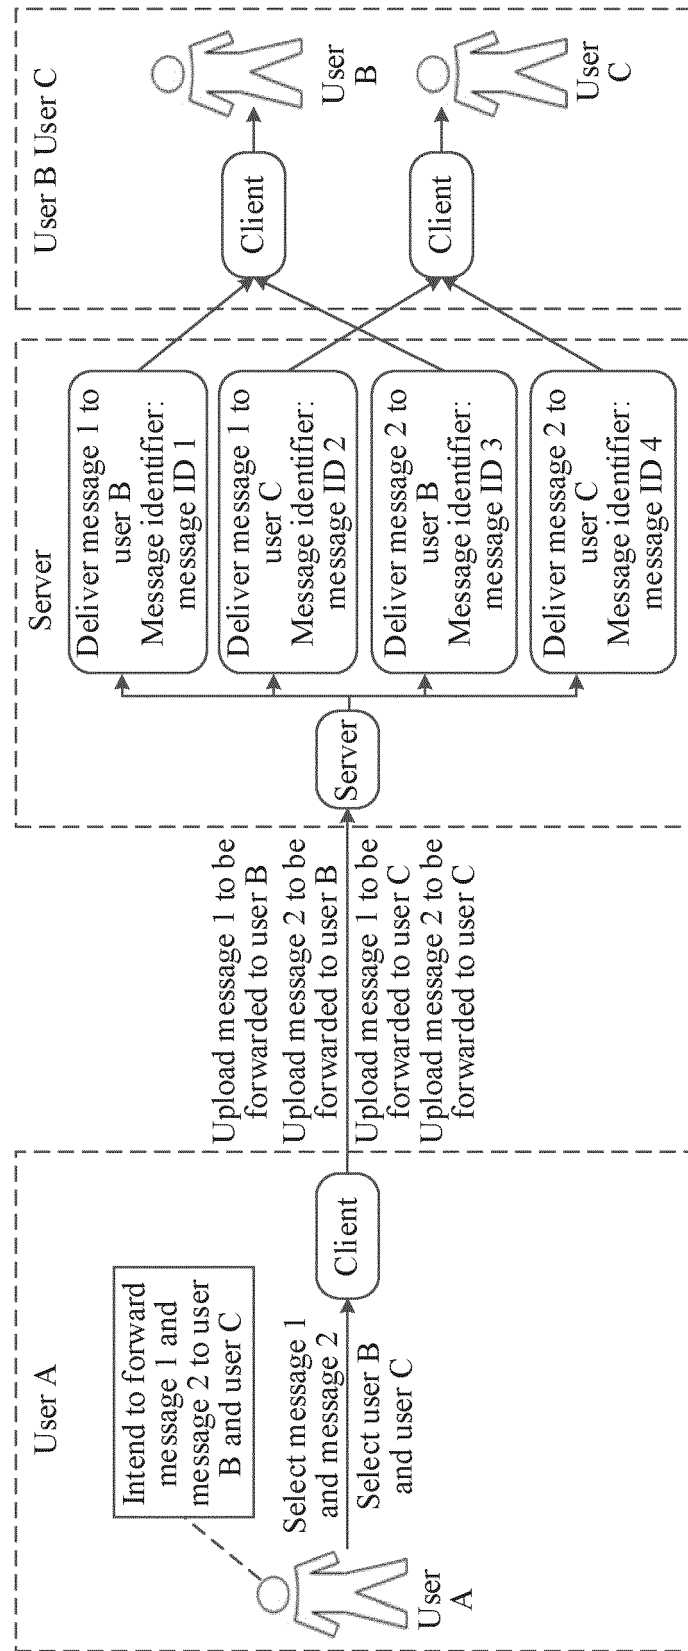 User A
Intend to forward
message 1 and
message 2 to user
B and user C
Select message 1
and message 2
Select user B
and user C
User
A
Client
Upload message 1 to be
forwarded to user B
Upload message 2 to be
forwarded to user B
Upload message 1 to be
forwarded to user C
Upload message 2 to be
forwarded to user C
Server
Server
Deliver message 1 to
user B
Message identifier:
message ID 1
Deliver message 1 to
user C
Message identifier:
message ID 2
Deliver message 2 to
user B
Message identifier:
message ID 3
Deliver message 2 to
user C
Message identifier:
message ID 4
User B User C
Client
User
B
Client
User
C